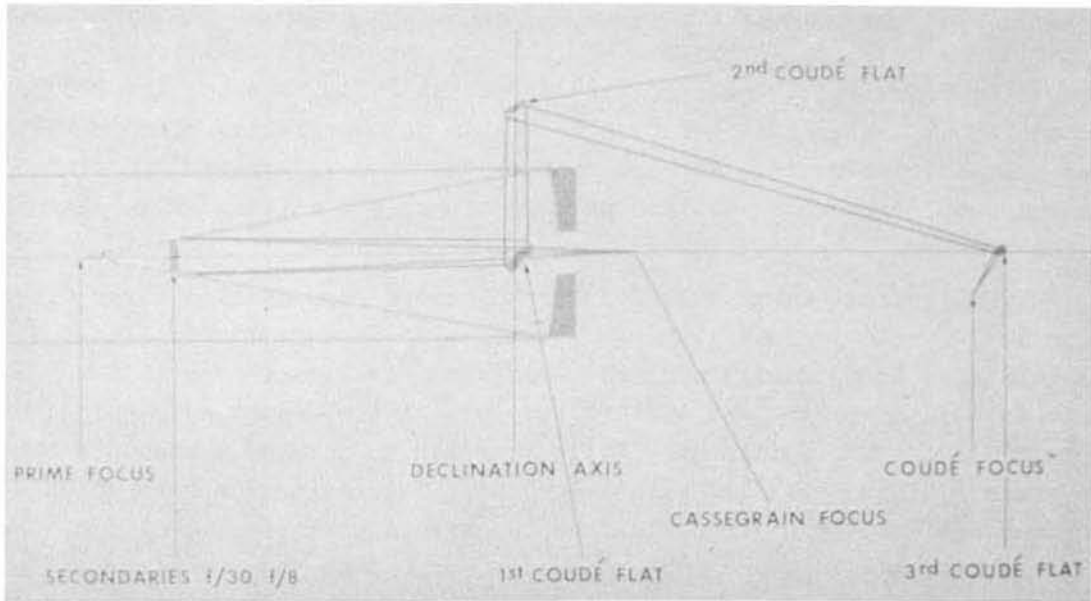 2nd COUDÉ FLAT
PRIME FOCUS
DECLINATION AXIS
COUDÉ FOCUS
CASSEGRAIN FOCUS
SECONDARIES f/30 f/8
1st COUDÉ FLAT
3rd COUDÉ FLAT